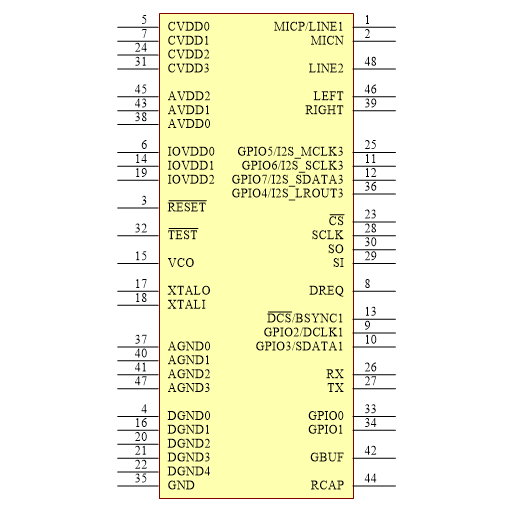 5 CVDD0 MICP/LINE1 1
7 CVDD1 MICN 2
24 CVDD2
31 CVDD3 LINE2 48
45 AVDD2 LEFT 46
43 AVDD1 RIGHT 39
38 AVDD0
6 IOVDD0 GPIO5/I2S_MCLK3 25
14 IOVDD1 GPIO6/I2S_SCLK3 11
19 IOVDD2 GPIO7/I2S_SDATA3 12
GPIO4/I2S_LROUT3 36
3 RESET
CS 23
32 TEST SCLK 28
SO 30
15 VCO SI 29
17 XTALO DREQ 8
18 XTALI
DCS/BSYNC1 13
GPIO2/DCLK1 9
37 AGND0 GPIO3/SDATA1 10
40 AGND1
41 AGND2 RX 26
47 AGND3 TX 27
4 DGND0 GPIO0 33
16 DGND1 GPIO1 34
20 DGND2
21 DGND3 GBUF 42
22 DGND4
35 GND RCAP 44